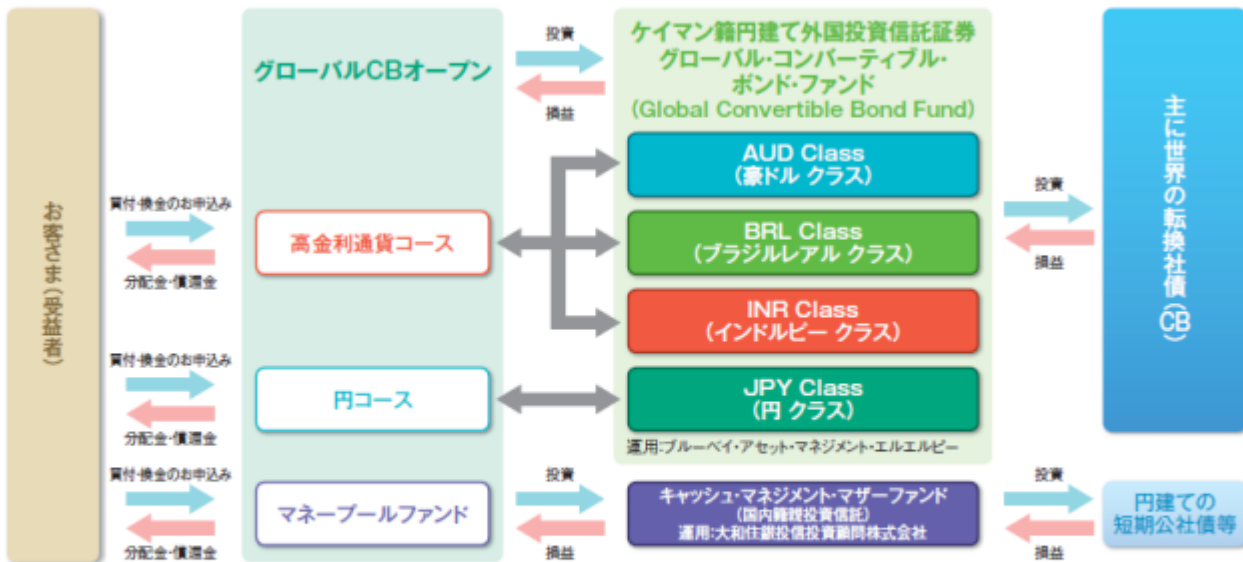 お客さま（受益者）
買付・換金のお申込み
分配金・償還金
買付・換金のお申込み
分配金・償還金
買付・換金のお申込み
分配金・償還金
グローバルCBオープン
高金利通貨コース
円コース
マネープールファンド
投資
損益
投資
損益
ケイマン籍円建て外国投資信託証券
グローバル・コンバーティブル・
ボンド・ファンド
(Global Convertible Bond Fund)
AUD Class
（豪ドル クラス）
BRL Class
（ブラジルレアル クラス）
INR Class
（インドルピー クラス）
JPY Class
（円 クラス）
運用：ブルーベイ・アセット・マネジメント・エルエルピー
キャッシュ・マネジメント・マザーファンド
（国内籍親投資信託）
運用：大和住銀投信投資顧問株式会社
投資
損益
投資
損益
主に世界の転換社債（CB）
円建ての
短期公社債等